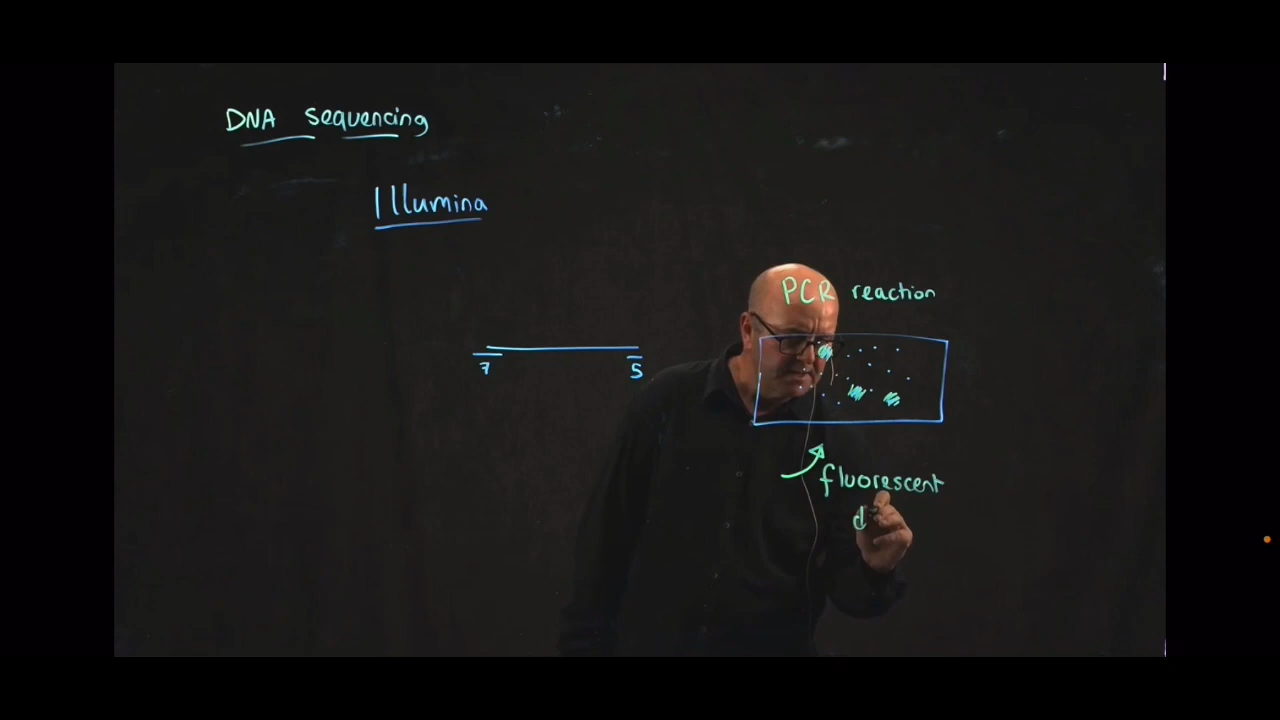 DNA sequencing
Illumina
PCR reaction
7
5
fluorescent
d